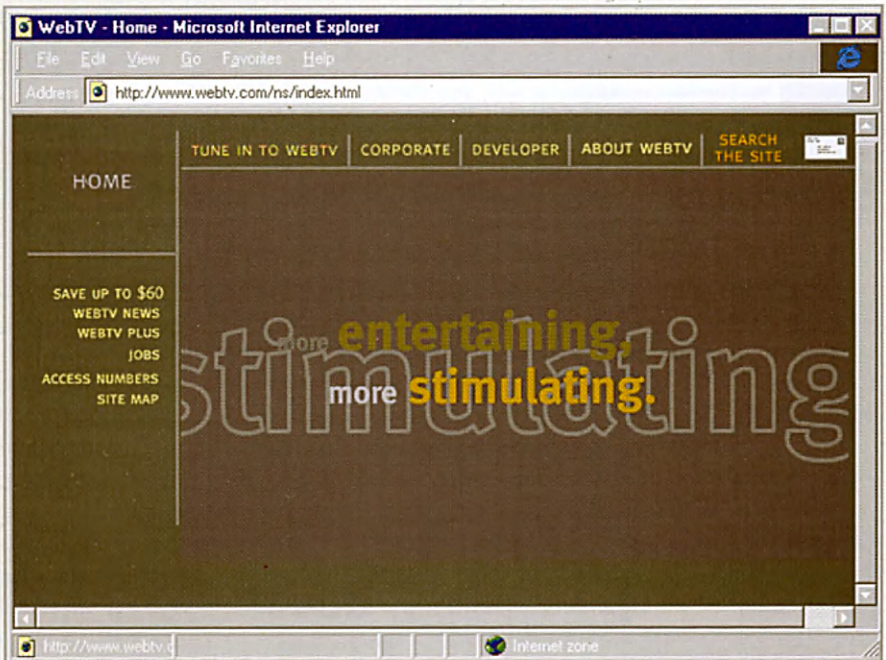 WebTV - Home - Microsoft Internet Explorer
File Edit View Go Favorites Help
Address http://www.webtv.com/ns/index.html
TUNE IN TO WEBTV CORPORATE DEVELOPER ABOUT WEBTV SEARCH THE SITE
HOME
SAVE UP TO $60
WEBTV NEWS
WEBTV PLUS
JOBS
ACCESS NUMBERS
SITE MAP
stimulating
more entertaining,
more stimulating.
http://www.webtv.c
Internet zone